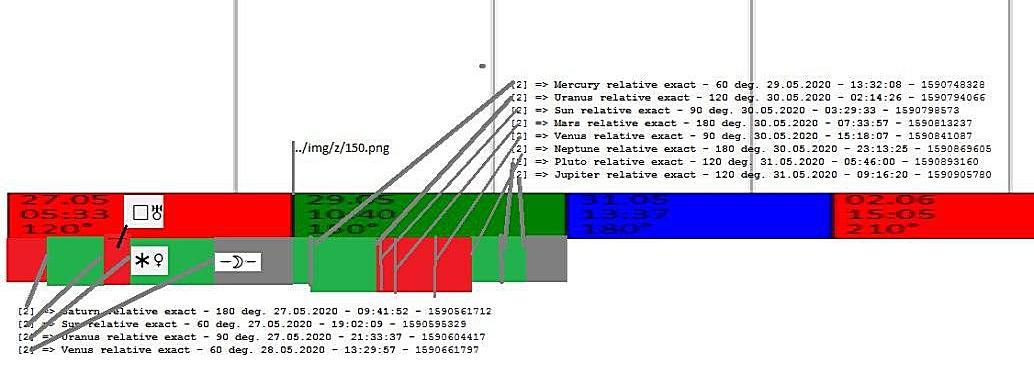 [2] => Mercury relative exact - 60 deg. 29.05.2020 - 13:32:08 - 1590748328
[2] => Uranus relative exact - 120 deg. 30.05.2020 - 02:14:26 - 1590794066
[2] => Sun relative exact - 90 deg. 30.05.2020 - 03:29:33 - 1590798573
[2] => Mars relative exact - 180 deg. 30.05.2020 - 07:33:57 - 1590813237
[2] => Venus relative exact - 90 deg. 30.05.2020 - 15:18:07 - 1590841087
[2] => Neptune relative exact - 180 deg. 30.05.2020 - 23:13:25 - 1590869605
[2] => Pluto relative exact - 120 deg. 31.05.2020 - 05:46:00 - 1590893160
[2] => Jupiter relative exact - 120 deg. 31.05.2020 - 09:16:20 - 1590905780
../img/z/150.png
27.05
05:33
120°
29.05
10:40
150°
31.05
13:37
180°
02.06
15:05
210°
□♅
⚹♀
-☽-
[2] => Saturn relative exact - 180 deg. 27.05.2020 - 09:41:52 - 1590561712
[2] => Sun relative exact - 60 deg. 27.05.2020 - 19:02:09 - 1590595329
[2] => Uranus relative exact - 90 deg. 27.05.2020 - 21:33:37 - 1590604417
[2] => Venus relative exact - 60 deg. 28.05.2020 - 13:29:57 - 1590661797